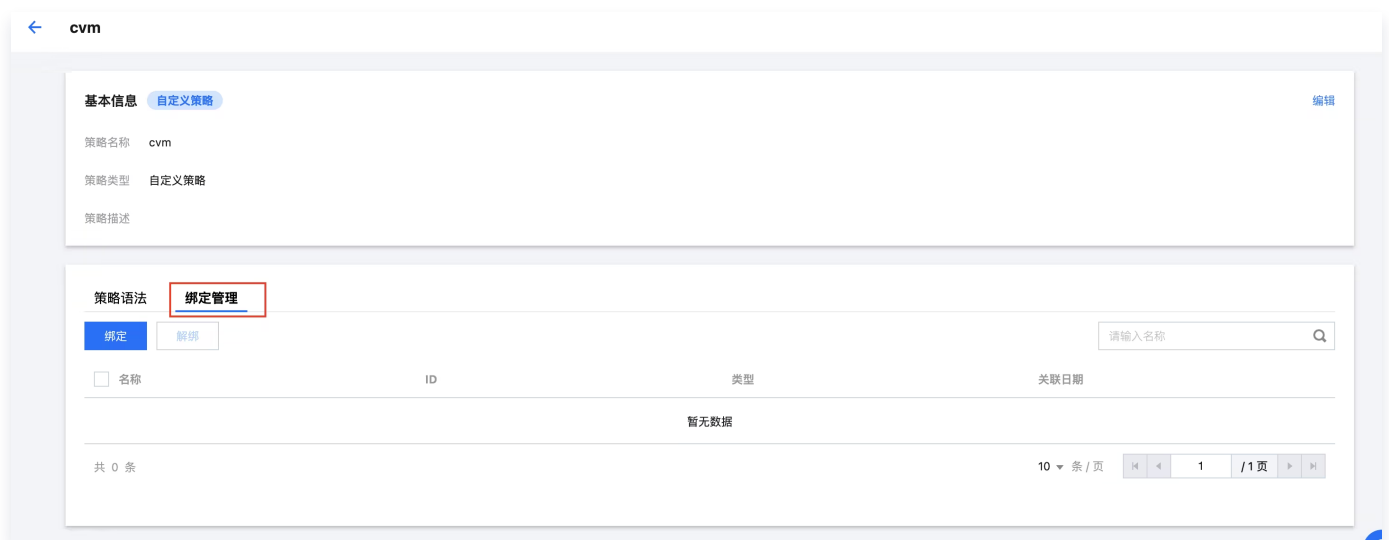 cvm
基本信息 自定义策略 编辑
策略名称 cvm
策略类型 自定义策略
策略描述
策略语法 绑定管理
绑定 解绑 请输入名称
名称 ID 类型 关联日期
暂无数据
共 0 条 10 条 / 页 1 / 1 页